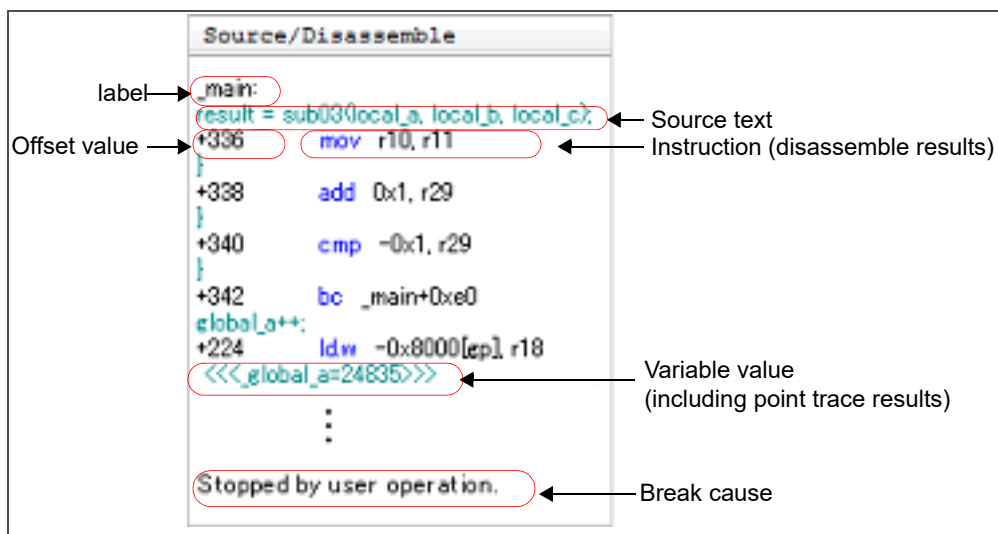 Source/Disassemble
label
_main:
result = sub03(local_a, local_b, local_c);
Source text
Offset value
+336 mov r10, r11
Instruction (disassemble results)
}
+338 add 0x1, r29
}
+340 cmp -0x1, r29
}
+342 bc _main+0xe0
global_a++;
+224 ld.w -0x8000[gp], r18
<<<_global_a=24835>>>
Variable value
(including point trace results)
Stopped by user operation.
Break cause